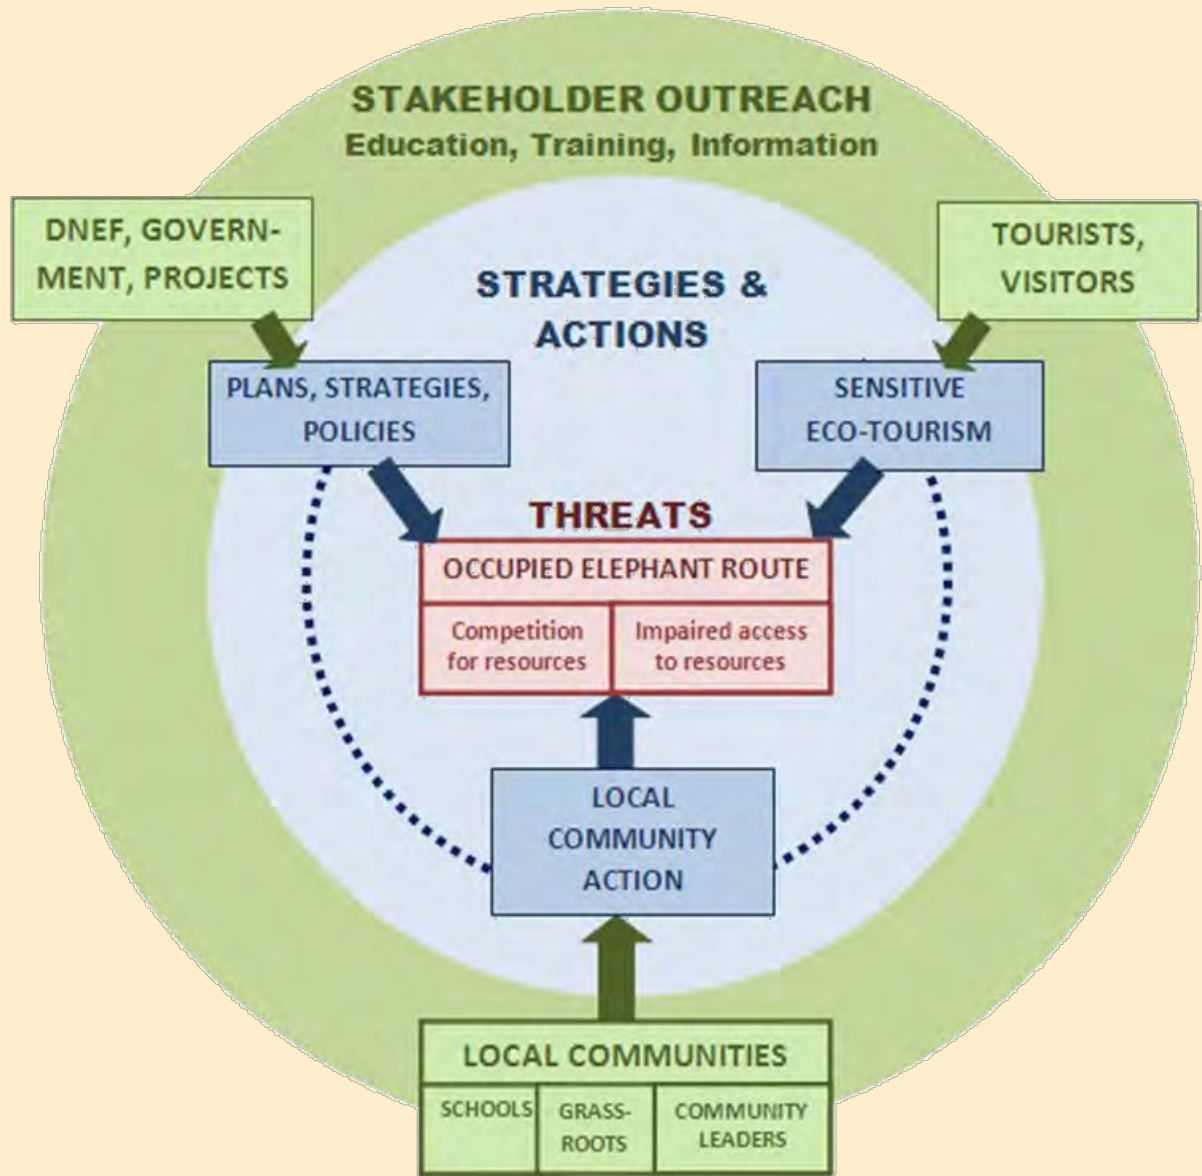 STAKEHOLDER OUTREACH
Education, Training, Information
DNEF, GOVERN-
MENT, PROJECTS
TOURISTS,
VISITORS
STRATEGIES &
ACTIONS
PLANS, STRATEGIES,
POLICIES
SENSITIVE
ECO-TOURISM
THREATS
OCCUPIED ELEPHANT ROUTE
Competition
for resources
Impaired access
to resources
LOCAL
COMMUNITY
ACTION
LOCAL COMMUNITIES
SCHOOLS
GRASS-
ROOTS
COMMUNITY
LEADERS